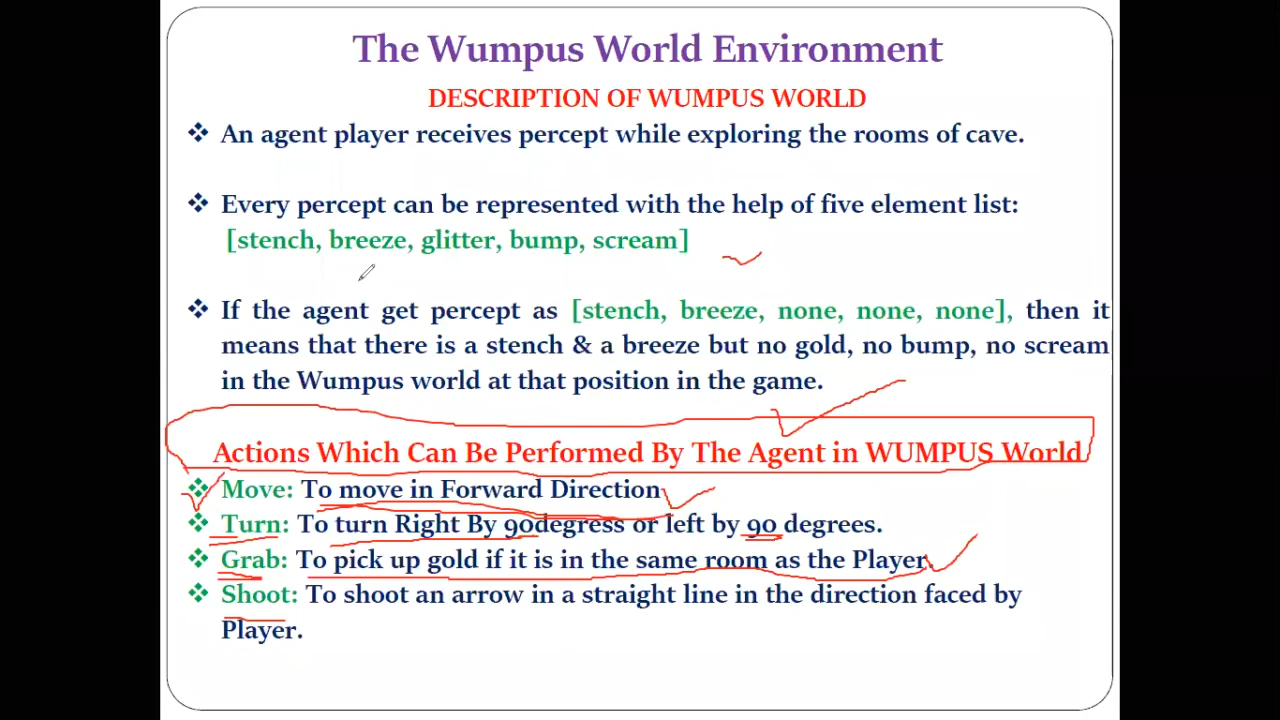 The Wumpus World Environment
DESCRIPTION OF WUMPUS WORLD
❖ An agent player receives percept while exploring the rooms of cave.
❖ Every percept can be represented with the help of five element list:
[stench, breeze, glitter, bump, scream]
❖ If the agent get percept as [stench, breeze, none, none, none], then it
means that there is a stench & a breeze but no gold, no bump, no scream
in the Wumpus world at that position in the game.
Actions Which Can Be Performed By The Agent in WUMPUS World
❖ Move: To move in Forward Direction
❖ Turn: To turn Right By 90degress or left by 90 degrees.
❖ Grab: To pick up gold if it is in the same room as the Player.
❖ Shoot: To shoot an arrow in a straight line in the direction faced by
Player.